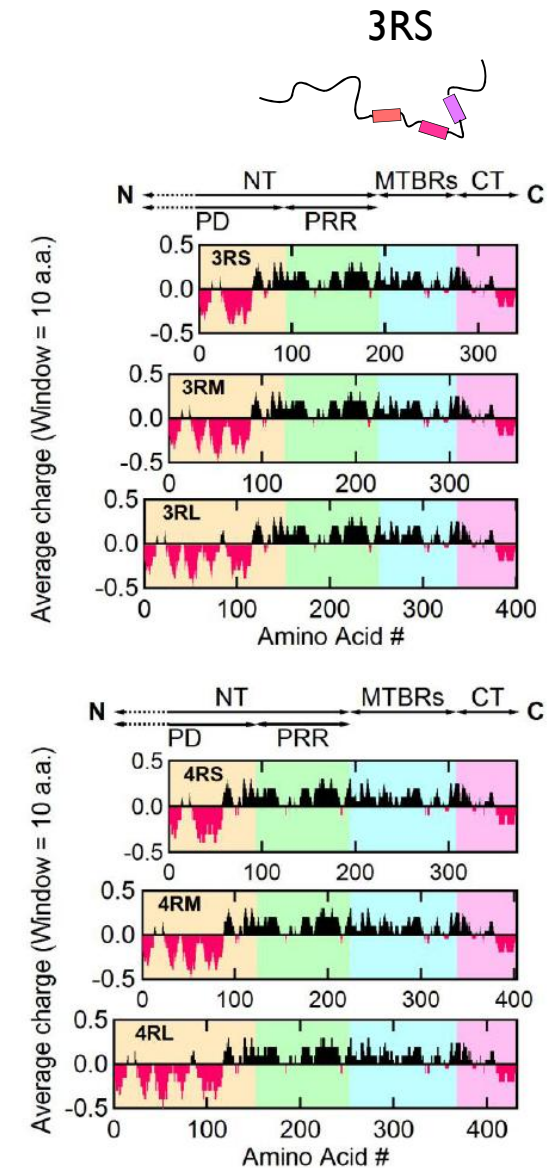 3RS
N NT MTBRs CT C
PD PRR
Average charge (Window = 10 a.a.)
0.5
0.0
-0.5
3RS
0 100 200 300
0.5
0.0
-0.5
3RM
0 100 200 300
0.5
0.0
-0.5
3RL
0 100 200 300 400
Amino Acid #
N NT MTBRs CT C
PD PRR
Average charge (Window = 10 a.a.)
0.5
0.0
-0.5
4RS
0 100 200 300
0.5
0.0
-0.5
4RM
0 100 200 300 400
0.5
0.0
-0.5
4RL
0 100 200 300 400
Amino Acid #